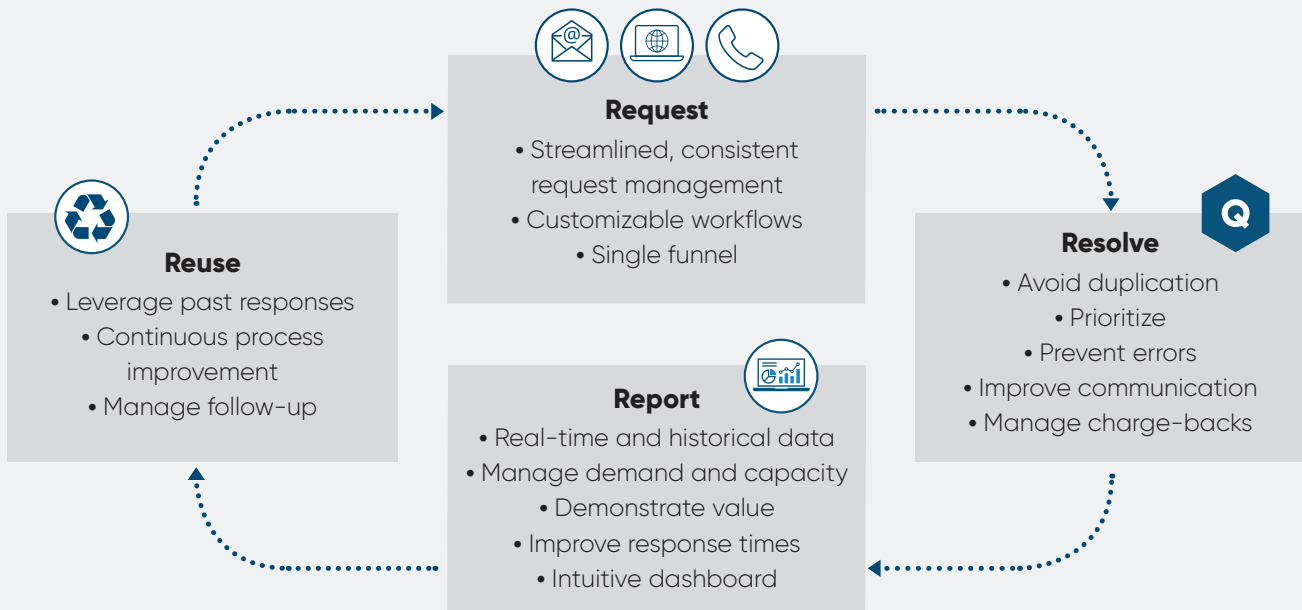 @
Request
• Streamlined, consistent
request management
• Customizable workflows
• Single funnel
Q
Resolve
• Avoid duplication
• Prioritize
• Prevent errors
• Improve communication
• Manage charge-backs
Report
• Real-time and historical data
• Manage demand and capacity
• Demonstrate value
• Improve response times
• Intuitive dashboard
Reuse
• Leverage past responses
• Continuous process
improvement
• Manage follow-up